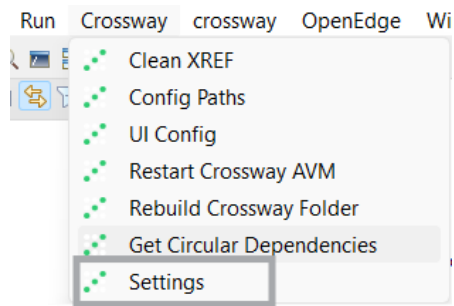 Run Crossway crossway OpenEdge Wi
Clean XREF
Config Paths
UI Config
Restart Crossway AVM
Rebuild Crossway Folder
Get Circular Dependencies
Settings